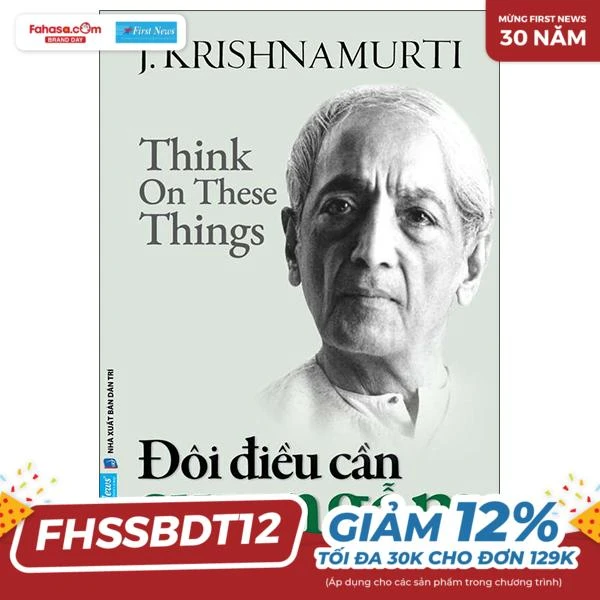 Fahasa.com
BRAND DAY
First News
MỪNG FIRST NEWS
30 NĂM
J. KRISHNAMURTI
Think
On These
Things
NHÀ XUẤT BẢN DÂN TRÍ
Đôi điều cần
News
FHSSBDT12
GIẢM 12%
TỐI ĐA 30K CHO ĐƠN 129K
(Áp dụng cho các sản phẩm trong chương trình)